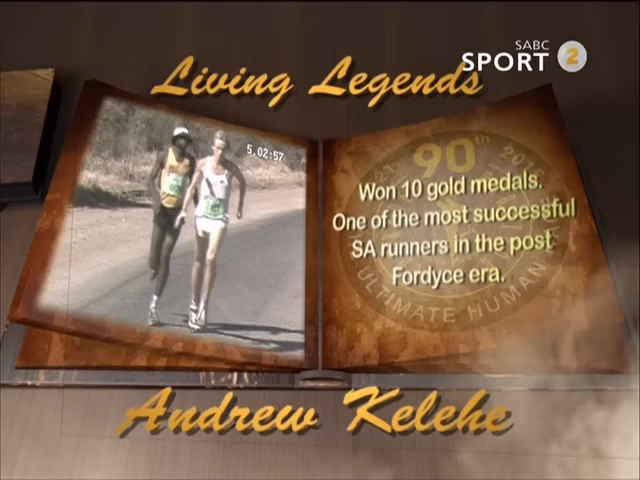 SABC
SPORT 2
Living Legends
5.02:57
90th
Won 10 gold medals.
One of the most successful
SA runners in the post
Fordyce era.
ULTIMATE HUMAN
Andrew Kelehe